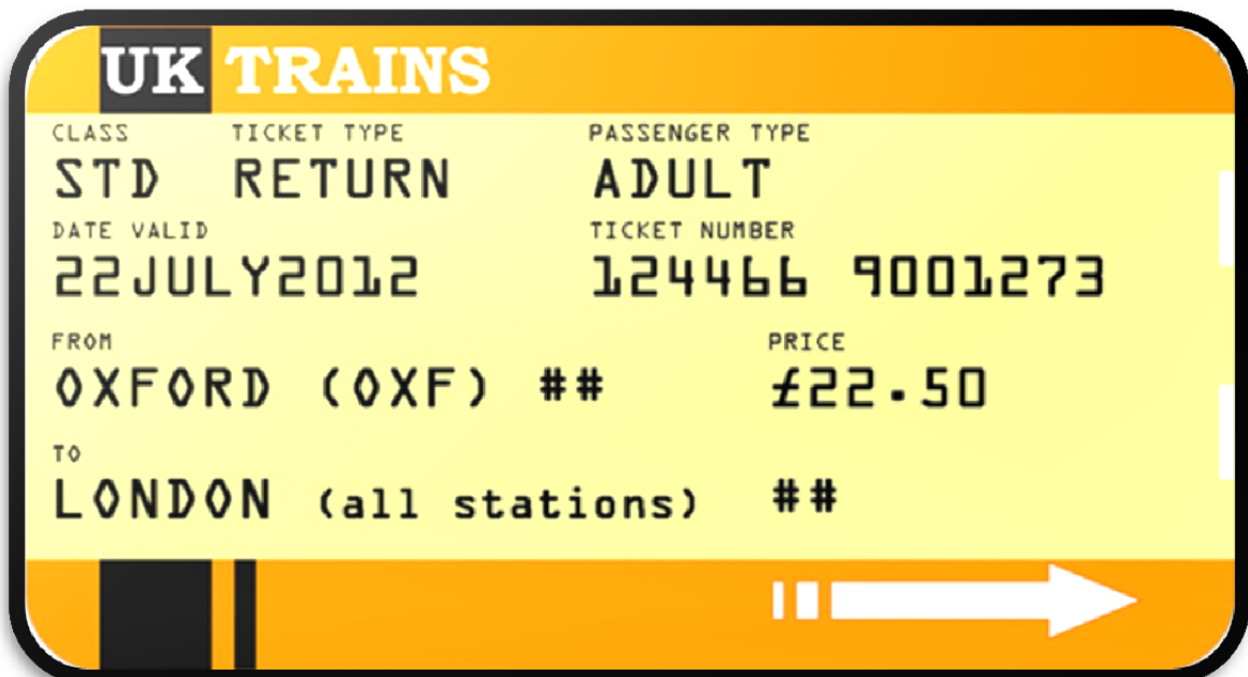 UK TRAINS
CLASS TICKET TYPE PASSENGER TYPE
STD RETURN ADULT
DATE VALID TICKET NUMBER
22JULY2012 124466 9001273
FROM PRICE
OXFORD (OXF) ## £22.50
TO
LONDON (all stations) ##